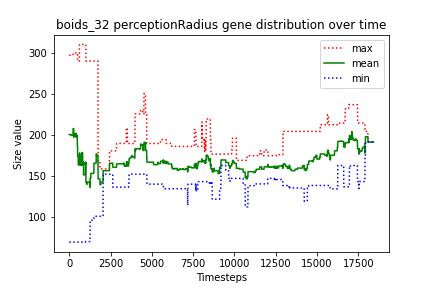 boids_32 perceptionRadius gene distribution over time
max
mean
min
Size value
300
250
200
150
100
0
2500
5000
7500
10000
12500
15000
17500
Timesteps